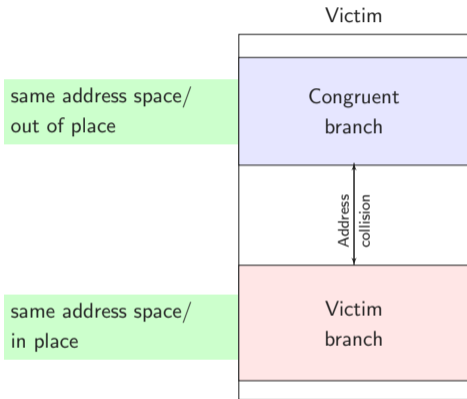 Victim
same address space/
out of place
Congruent
branch
Address
collision
same address space/
in place
Victim
branch